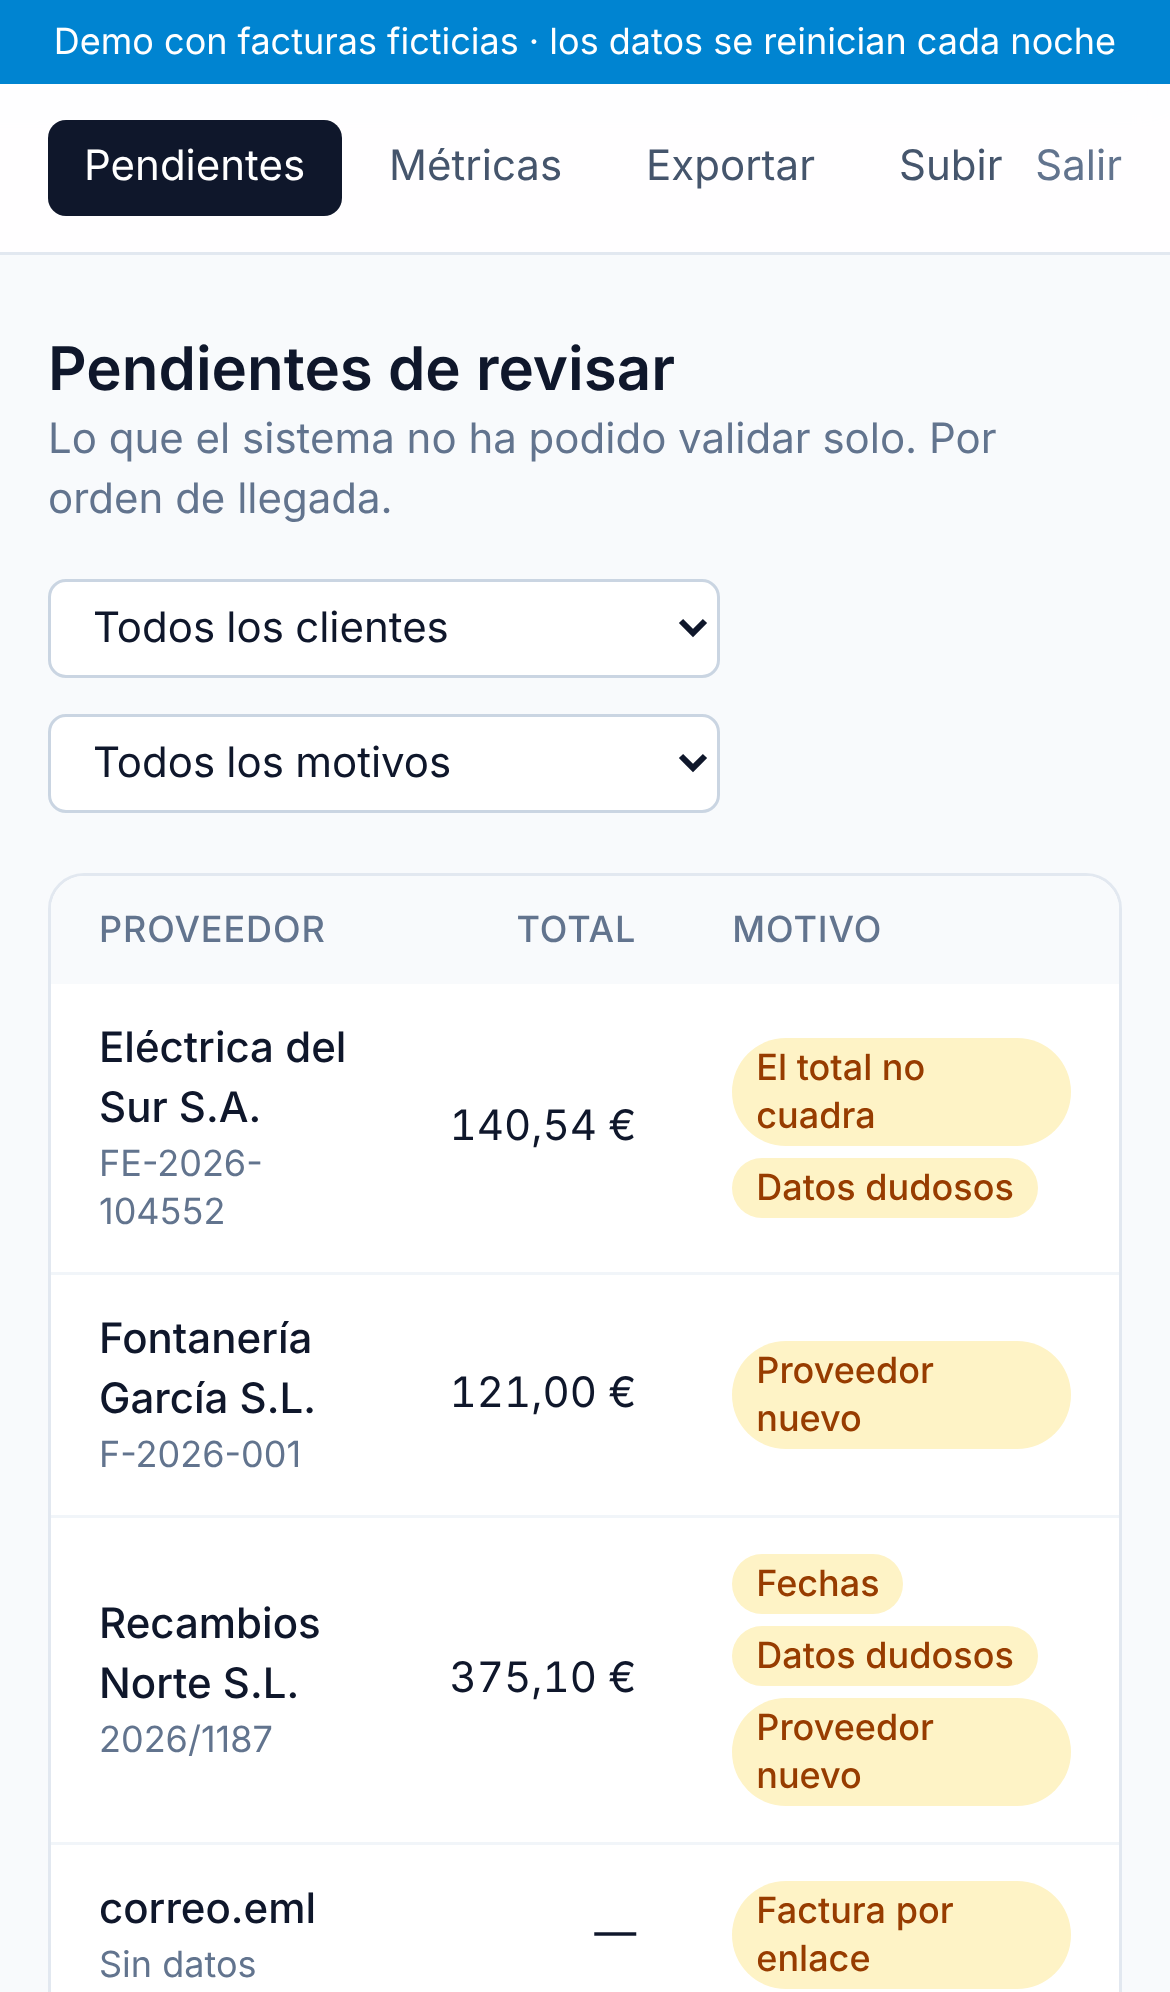 Demo con facturas ficticias · los datos se reinician cada noche
Pendientes Métricas Exportar Subir Salir
Pendientes de revisar
Lo que el sistema no ha podido validar solo. Por
orden de llegada.
Todos los clientes
Todos los motivos
PROVEEDOR TOTAL MOTIVO
Eléctrica del
Sur S.A.
FE-2026-
104552
140,54 €
El total no
cuadra
Datos dudosos
Fontanería
García S.L.
F-2026-001
121,00 €
Proveedor
nuevo
Recambios
Norte S.L.
2026/1187
375,10 €
Fechas
Datos dudosos
Proveedor
nuevo
correo.eml
Sin datos
—
Factura por
enlace